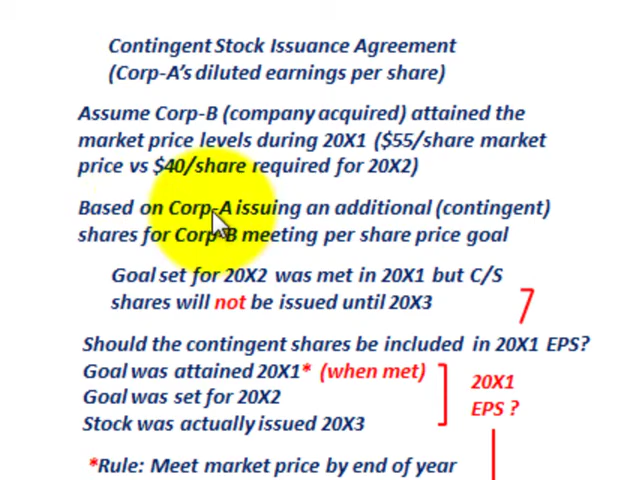 Contingent Stock Issuance Agreement
(Corp-A's diluted earnings per share)
Assume Corp-B (company acquired) attained the
market price levels during 20X1 ($55/share market
price vs $40/share required for 20X2)
Based on Corp-A issuing an additional (contingent)
shares for Corp-B meeting per share price goal
Goal set for 20X2 was met in 20X1 but C/S
shares will not be issued until 20X3
Should the contingent shares be included in 20X1 EPS?
Goal was attained 20X1* (when met)
Goal was set for 20X2
Stock was actually issued 20X3
20X1
EPS ?
*Rule: Meet market price by end of year